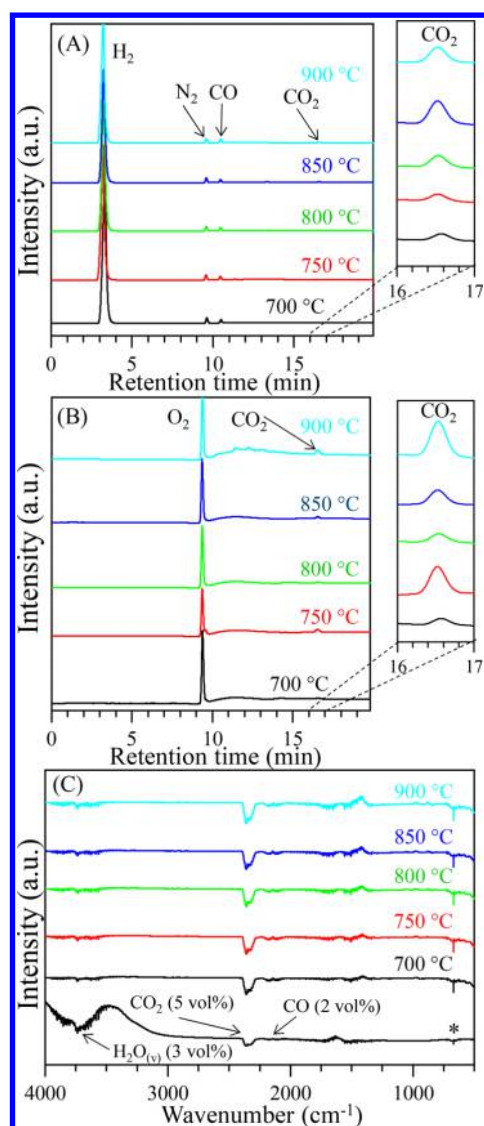 (A)
H₂
N₂
CO
CO₂
900 °C
850 °C
800 °C
750 °C
700 °C
Intensity (a.u.)
0 5 10 15
Retention time (min)
CO₂
16 17
(B)
O₂
CO₂
900 °C
850 °C
800 °C
750 °C
700 °C
Intensity (a.u.)
0 5 10 15
Retention time (min)
CO₂
16 17
(C)
900 °C
850 °C
800 °C
750 °C
700 °C
CO₂ (5 vol%)
CO (2 vol%)
*
H₂O₍ᵥ₎ (3 vol%)
Intensity (a.u.)
4000 3000 2000 1000
Wavenumber (cm⁻¹)